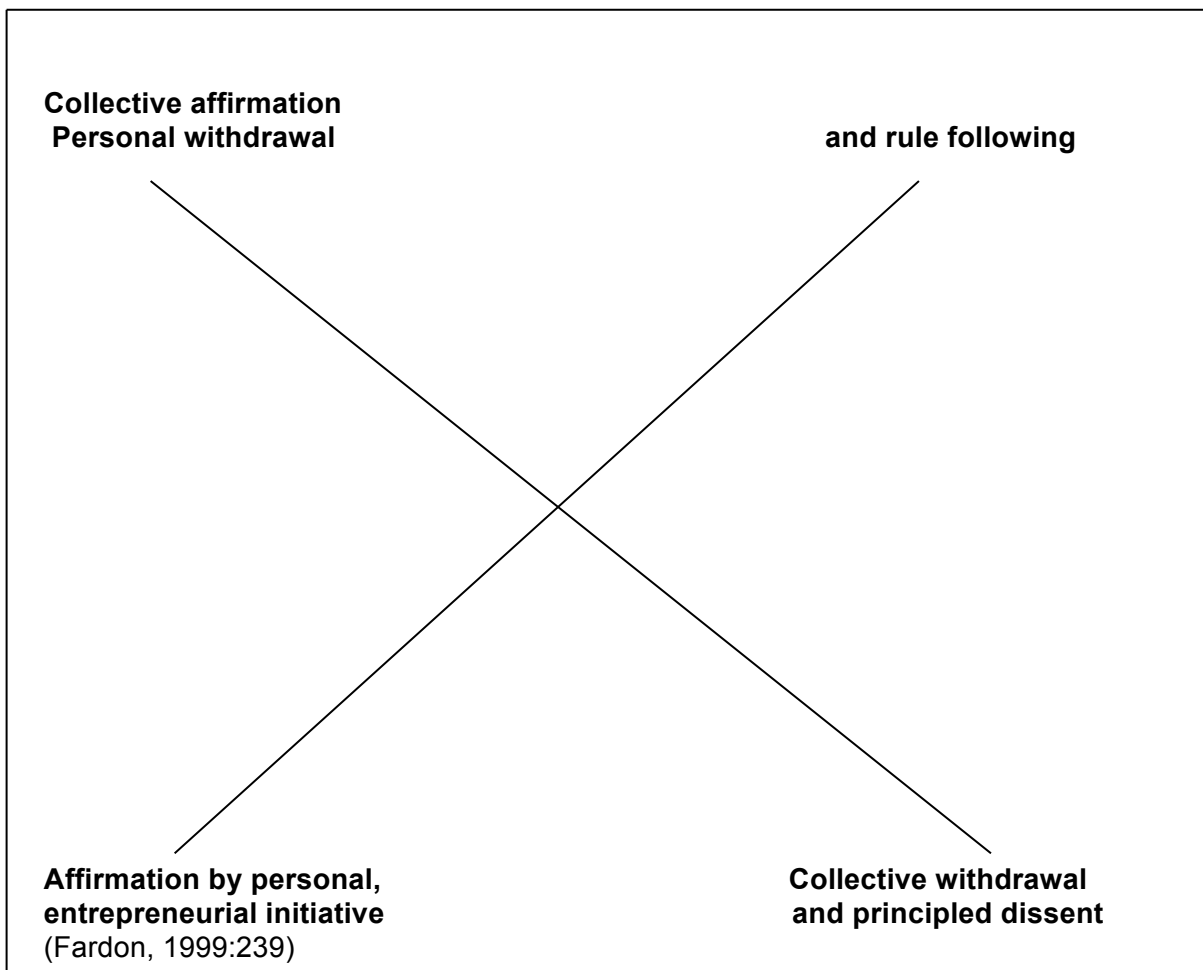 Collective affirmation
Personal withdrawal
and rule following
Affirmation by personal,
entrepreneurial initiative
(Fardon, 1999:239)
Collective withdrawal
and principled dissent